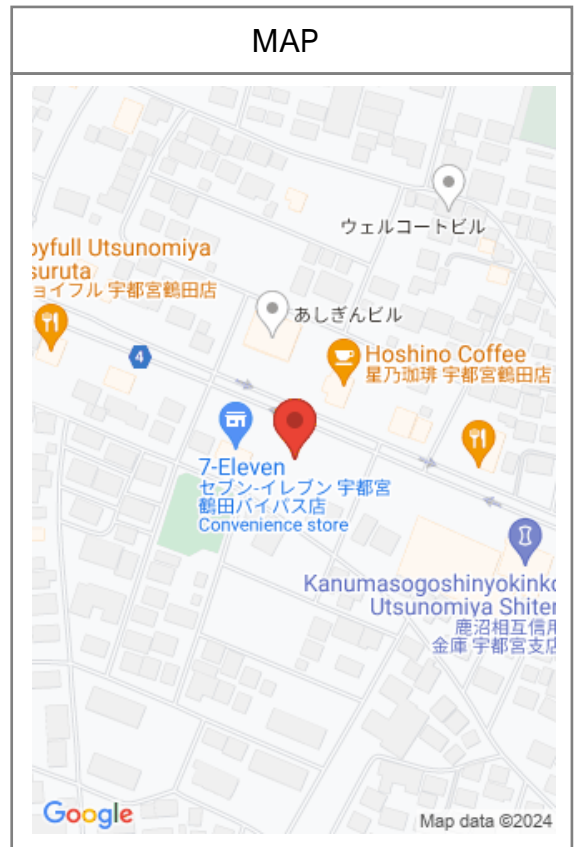 MAP
ウェルコートビル
oyfull Utsunomiya
suruta
ョイフル 宇都宮鶴田店
あしぎんビル
4
Hoshino Coffee
星乃珈琲 宇都宮鶴田店
7-Eleven
セブン-イレブン 宇都宮
鶴田バイパス店
Convenience store
Kanumasogoshinyokinko
Utsunomiya Shiten
鹿沼相互信用
金庫 宇都宮支店
Google
Map data ©2024